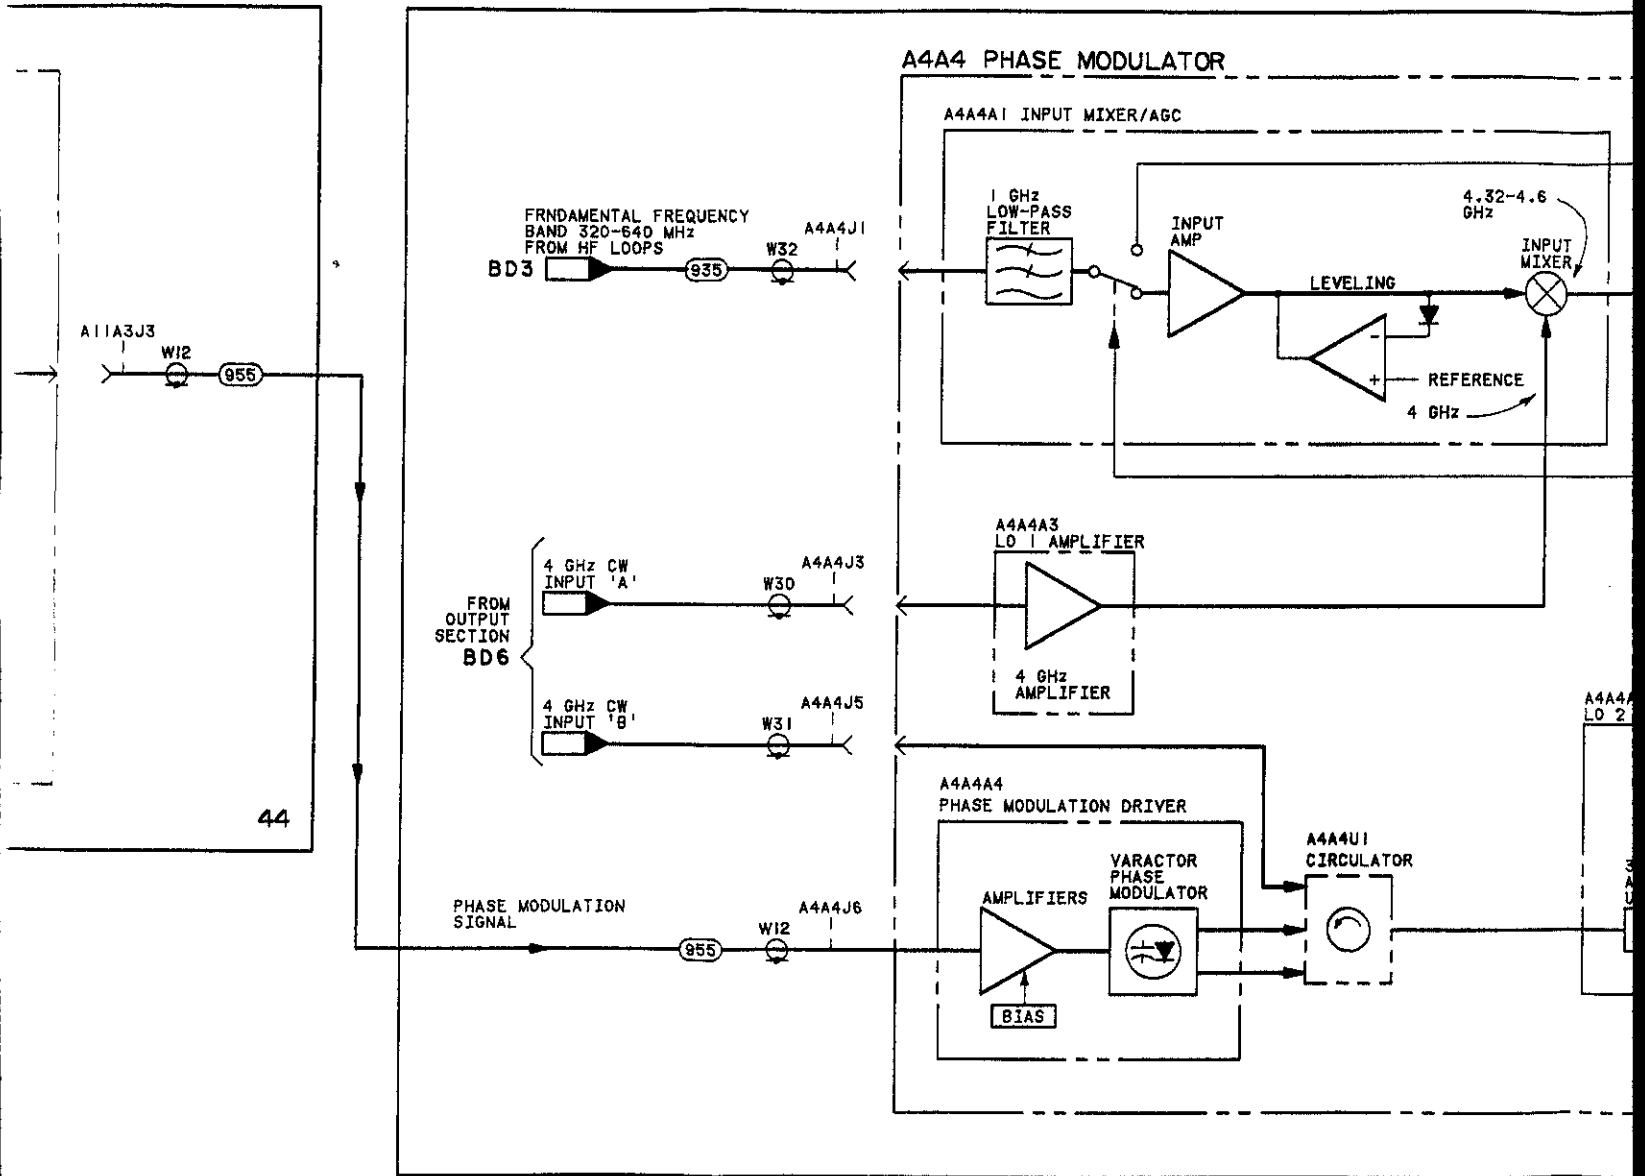 A4A4 PHASE MODULATOR
A4A4A1 INPUT MIXER/AGC
1 GHz
LOW-PASS
FILTER
INPUT
AMP
4.32-4.6
GHz
INPUT
MIXER
LEVELING
-
+
REFERENCE
4 GHz
FRNDAMENTAL FREQUENCY
BAND 320-640 MHz
FROM HF LOOPS
BD3
935
W32
A4A4J1
A11A3J3
W12
955
44
A4A4A3
LO 1 AMPLIFIER
4 GHz
AMPLIFIER
FROM
OUTPUT
SECTION
BD6
4 GHz CW
INPUT 'A'
W30
A4A4J3
4 GHz CW
INPUT 'B'
W31
A4A4J5
LO 2
A4A4A4
PHASE MODULATION DRIVER
AMPLIFIERS
BIAS
VARACTOR
PHASE
MODULATOR
A4A4U1
CIRCULATOR
PHASE MODULATION
SIGNAL
955
W12
A4A4J6